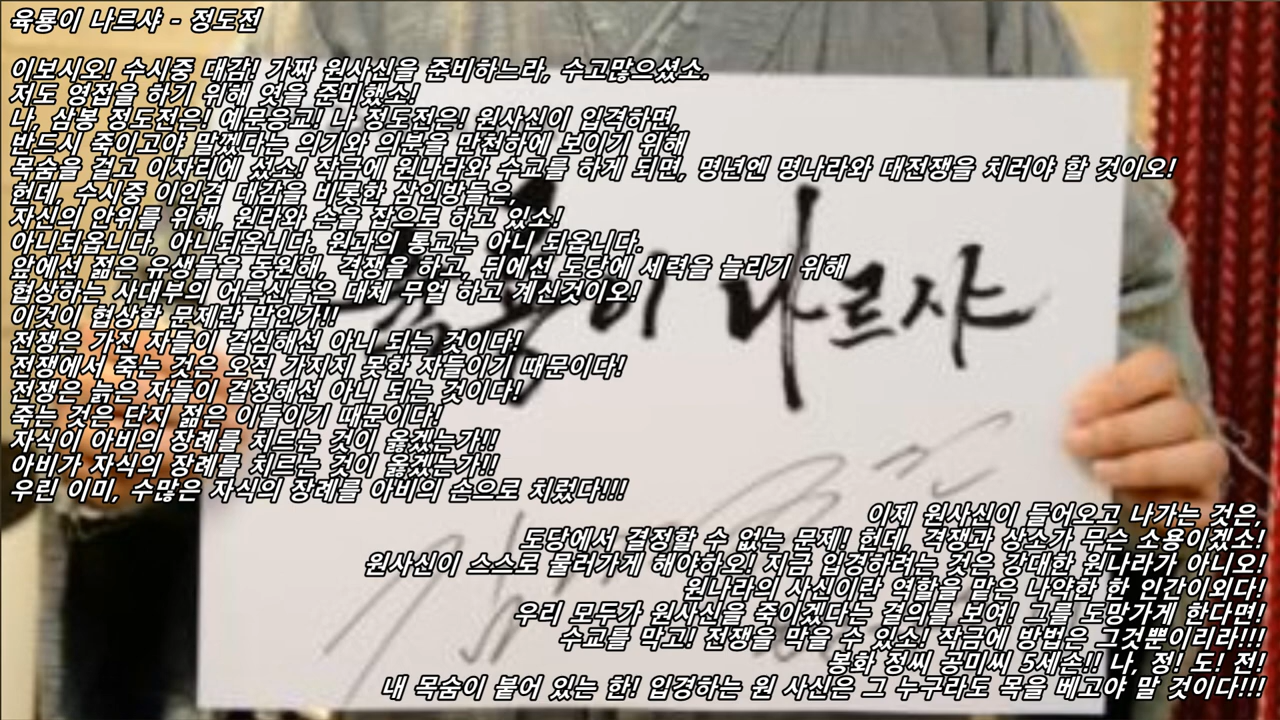 육룡이 나르샤 - 정도전
이보시오! 수시중 대감! 가짜 원사신을 준비하느라, 수고많으셨소.
저도 영접을 하기 위해 엿을 준비했소!
나, 삼봉 정도전은! 예문응교! 나 정도전은! 원사신이 입경하면,
반드시 죽이고야 말껬다는 의기와 의분을 만천하에 보이기 위해
목숨을 걸고 이자리에 섰소! 작금에 원나라와 수교를 하게 되면, 명년엔 명나라와 대전쟁을 치러야 할 것이오!
헌데, 수시중 이인겸 대감을 비롯한 삼인방들은,
자신의 안위를 위해, 원라와 손을 잡으로 하고 있소!
아니되옵니다, 아니되옵니다. 원과의 통교는 아니 되옵니다.
앞에선 젊은 유생들을 동원해, 격쟁을 하고, 뒤에선 도당에 세력을 늘리기 위해
협상하는 사대부의 어른신들은 대체 무얼 하고 계신것이오!
이것이 협상할 문제란 말인가!!
전쟁은 가진 자들이 결심해선 아니 되는 것이다!
전쟁에서 죽는 것은 오직 가지지 못한 자들이기 때문이다!
전쟁은 늙은 자들이 결정해선 아니 되는 것이다!
죽는 것은 단지 젊은 이들이기 때문이다!
자식이 아비의 장례를 치르는 것이 옳겠는가!!
아비가 자식의 장례를 치르는 것이 옳겠는가!!
우린 이미, 수많은 자식의 장례를 아비의 손으로 치렀다!!!
이제 원사신이 들어오고 나가는 것은,
도당에서 결정할 수 없는 문제! 헌데, 격쟁과 상소가 무슨 소용이겠소!
원사신이 스스로 물러가게 해야하오! 지금 입경하려는 것은 강대한 원나라가 아니오!
원나라의 사신이란 역할을 맡은 나약한 한 인간이외다!
우리 모두가 원사신을 죽이겠다는 결의를 보여! 그를 도망가게 한다면!
수교를 막고! 전쟁을 막을 수 있소! 작금에 방법은 그것뿐이리라!!!
봉화 정씨 공미씨 5세손!! 나, 정! 도! 전!
내 목숨이 붙어 있는 한! 입경하는 원 사신은 그 누구라도 목을 베고야 말 것이다!!!
육룡이 나르샤